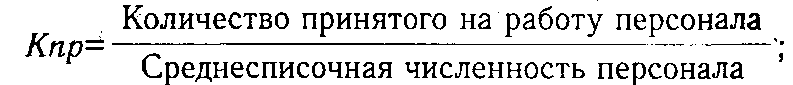 Количество принятого на работу персонала
Кпр=
Среднесписочная численность персонала ;